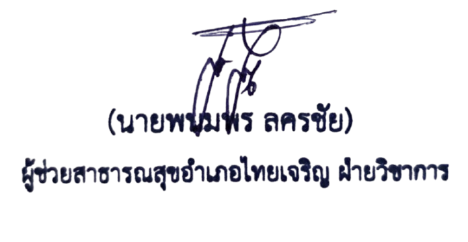 (นายพนมพร ลครชัย)
ผู้ช่วยสาธารณสุขอำเภอไทยเจริญ ฝ่ายวิชาการ